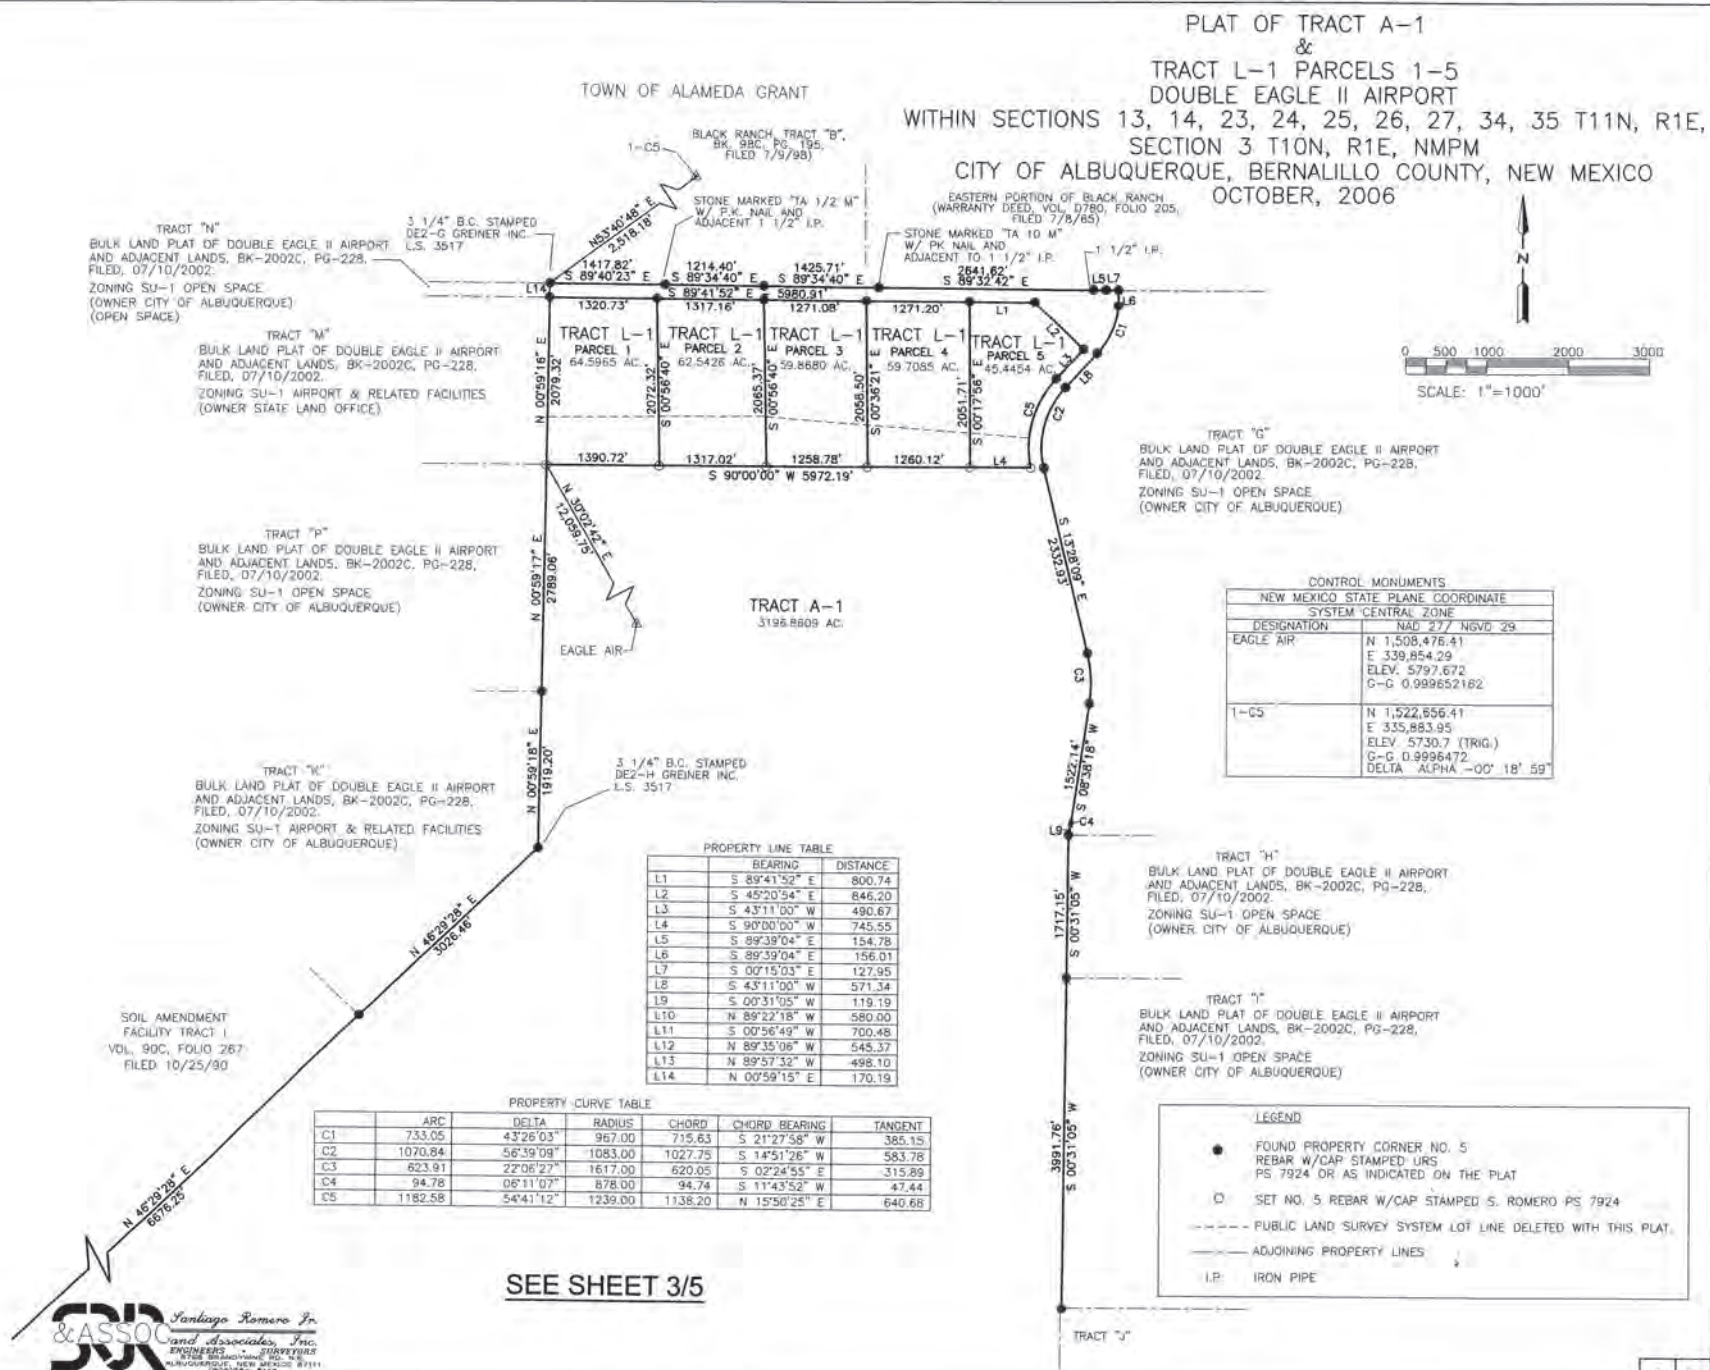 PLAT OF TRACT A-1
&
TRACT L-1 PARCELS 1-5
DOUBLE EAGLE II AIRPORT
WITHIN SECTIONS 13, 14, 23, 24, 25, 26, 27, 34, 35 T11N, R1E,
SECTION 3 T10N, R1E, NMPM
CITY OF ALBUQUERQUE, BERNALILLO COUNTY, NEW MEXICO
OCTOBER, 2006
TOWN OF ALAMEDA GRANT
BLACK RANCH, TRACT "B",
BK. 98C, PG. 195,
FILED 7/9/98)
1-C5
STONE MARKED "TA 1/2 M"
W/ P.K. NAIL AND
ADJACENT 1 1/2" I.P.
EASTERN PORTION OF BLACK RANCH
(WARRANTY DEED, VOL. D780, FOLIO 205,
FILED 7/8/65)
STONE MARKED "TA 10 M"
W/ PK NAIL AND
ADJACENT TO 1 1/2" I.P.
1 1/2" I.P.
3 1/4" B.C. STAMPED
DE2-G GREINER INC.
L.S. 3517
TRACT "N"
BULK LAND PLAT OF DOUBLE EAGLE II AIRPORT
AND ADJACENT LANDS, BK-2002C, PG-228,
FILED, 07/10/2002.
ZONING SU-1 OPEN SPACE
(OWNER CITY OF ALBUQUERQUE)
(OPEN SPACE)
N53°40'48" E
2,518.18'
1417.82'
S 89°40'23" E
1214.40'
S 89°34'40" E
1425.71'
S 89°34'40" E
2641.62'
S 89°32'42" E
L5 L7
L6
L14
S 89°41'52" E 5980.91'
1320.73'
1317.16'
1271.08'
1271.20'
L1
L2
L3
C1
L8
C5
C2
N
0 500 1000 2000 3000
SCALE: 1"=1000'
TRACT L-1
PARCEL 1
64.5965 AC.
TRACT L-1
PARCEL 2
62.5426 AC.
TRACT L-1
PARCEL 3
59.8680 AC.
TRACT L-1
PARCEL 4
59.7085 AC.
TRACT L-1
PARCEL 5
45.4454 AC.
N 00°59'16" E
2079.32'
2072.32'
S 00°56'40" E
2065.37'
S 00°56'40" E
2058.50'
S 00°36'21" E
2051.71'
S 00°17'56" E
1390.72'
1317.02'
1258.78'
1260.12'
L4
S 90°00'00" W 5972.19'
TRACT "M"
BULK LAND PLAT OF DOUBLE EAGLE II AIRPORT
AND ADJACENT LANDS, BK-2002C, PG-228,
FILED, 07/10/2002.
ZONING SU-1 AIRPORT & RELATED FACILITIES
(OWNER STATE LAND OFFICE)
TRACT "G"
BULK LAND PLAT OF DOUBLE EAGLE II AIRPORT
AND ADJACENT LANDS, BK-2002C, PG-228,
FILED, 07/10/2002.
ZONING SU-1 OPEN SPACE
(OWNER CITY OF ALBUQUERQUE)
TRACT "P"
BULK LAND PLAT OF DOUBLE EAGLE II AIRPORT
AND ADJACENT LANDS, BK-2002C, PG-228,
FILED, 07/10/2002.
ZONING SU-1 OPEN SPACE
(OWNER CITY OF ALBUQUERQUE)
N 00°59'17" E
2789.06'
N 30°02'42" E
12,059.75'
EAGLE AIR
TRACT A-1
3196.8609 AC.
S 13°28'09" E
2332.93'
C3
1522.14'
S 08°38'18" W
C4
L9
CONTROL MONUMENTS
NEW MEXICO STATE PLANE COORDINATE
SYSTEM CENTRAL ZONE
DESIGNATION NAD 27/ NGVD 29
EAGLE AIR N 1,508,476.41
E 339,854.29
ELEV. 5797.672
G-G 0.999652162
1-C5 N 1,522,656.41
E 335,883.95
ELEV. 5730.7 (TRIG.)
G-G 0.9996472
DELTA ALPHA -00° 18' 59"
TRACT "K"
BULK LAND PLAT OF DOUBLE EAGLE II AIRPORT
AND ADJACENT LANDS, BK-2002C, PG-228,
FILED, 07/10/2002.
ZONING SU-1 AIRPORT & RELATED FACILITIES
(OWNER CITY OF ALBUQUERQUE)
N 00°59'18" E
1919.20'
3 1/4" B.C. STAMPED
DE2-H GREINER INC.
L.S. 3517
PROPERTY LINE TABLE
BEARING DISTANCE
L1 S 89°41'52" E 800.74
L2 S 45°20'54" E 846.20
L3 S 43°11'00" W 490.67
L4 S 90°00'00" W 745.55
L5 S 89°39'04" E 154.78
L6 S 89°39'04" E 156.01
L7 S 00°15'03" E 127.95
L8 S 43°11'00" W 571.34
L9 S 00°31'05" W 119.19
L10 N 89°22'18" W 580.00
L11 S 00°56'49" W 700.48
L12 N 89°35'06" W 545.37
L13 N 89°57'32" W 498.10
L14 N 00°59'15" E 170.19
TRACT "H"
BULK LAND PLAT OF DOUBLE EAGLE II AIRPORT
AND ADJACENT LANDS, BK-2002C, PG-228,
FILED, 07/10/2002.
ZONING SU-1 OPEN SPACE
(OWNER CITY OF ALBUQUERQUE)
1717.15'
S 00°31'05" W
N 46°29'28" E
3026.46'
SOIL AMENDMENT
FACILITY TRACT I
VOL. 90C, FOLIO 267
FILED 10/25/90
TRACT "I"
BULK LAND PLAT OF DOUBLE EAGLE II AIRPORT
AND ADJACENT LANDS, BK-2002C, PG-228,
FILED, 07/10/2002.
ZONING SU-1 OPEN SPACE
(OWNER CITY OF ALBUQUERQUE)
3991.76'
S 00°31'05" W
PROPERTY CURVE TABLE
ARC DELTA RADIUS CHORD CHORD BEARING TANGENT
C1 733.05 43°26'03" 967.00 715.63 S 21°27'58" W 385.15
C2 1070.84 56°39'09" 1083.00 1027.75 S 14°51'26" W 583.78
C3 623.91 22°06'27" 1617.00 620.05 S 02°24'55" E 315.89
C4 94.78 06°11'07" 878.00 94.74 S 11°43'52" W 47.44
C5 1182.58 54°41'12" 1239.00 1138.20 N 15°50'25" E 640.68
N 46°29'28" E
6676.25
LEGEND
FOUND PROPERTY CORNER NO. 5
REBAR W/CAP STAMPED URS
PS 7924 OR AS INDICATED ON THE PLAT
SET NO. 5 REBAR W/CAP STAMPED S. ROMERO PS 7924
PUBLIC LAND SURVEY SYSTEM LOT LINE DELETED WITH THIS PLAT.
ADJOINING PROPERTY LINES
I.P. IRON PIPE
SEE SHEET 3/5
SRJR
&ASSOC
Santiago Romero Jr.
and Associates, Inc.
ENGINEERS • SURVEYORS
ALBUQUERQUE, NEW MEXICO 87111
TRACT "J"